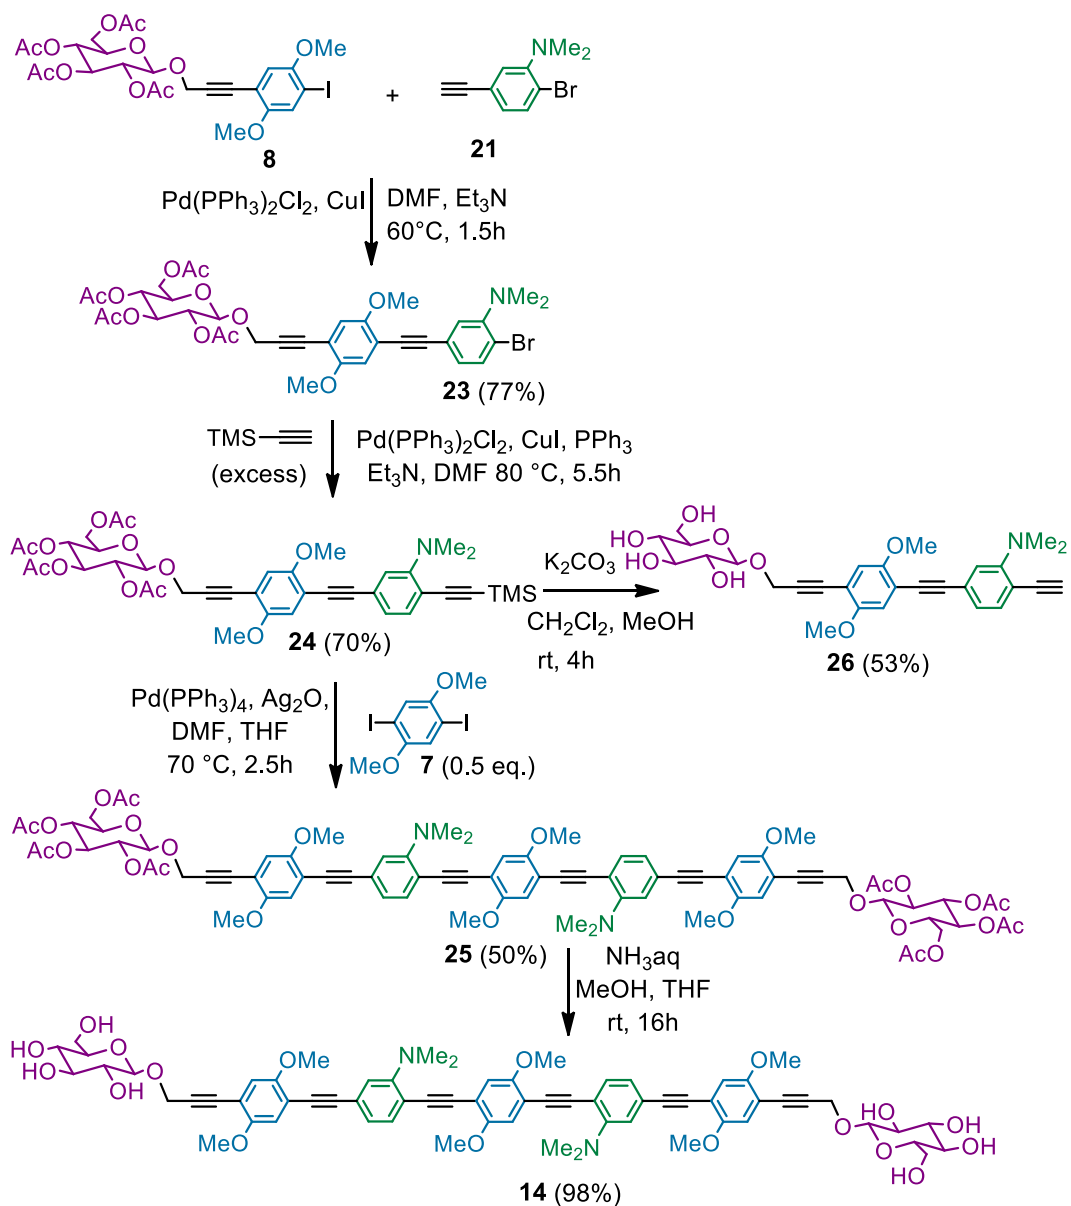 OAc
AcO
O
OMe
NMe₂
AcO
O
AcO
OAc
I
+
Br
MeO
8
21
Pd(PPh₃)₂Cl₂, CuI
DMF, Et₃N
60°C, 1.5h
OAc
AcO
O
OMe
NMe₂
AcO
AcO
OAc
O
Br
MeO
23 (77%)
TMS
(excess)
Pd(PPh₃)₂Cl₂, CuI, PPh₃
Et₃N, DMF 80 °C, 5.5h
OAc
AcO
O
AcO
AcO
O
OAc
OMe
NMe₂
TMS
MeO
24 (70%)
K₂CO₃
CH₂Cl₂, MeOH
rt, 4h
OH
HO
O
HO
OH
O
OMe
NMe₂
MeO
26 (53%)
Pd(PPh₃)₄, Ag₂O,
DMF, THF
70 °C, 2.5h
OMe
I
I
MeO
7 (0.5 eq.)
OAc
AcO
O
AcO
O
AcO
OAc
OMe
NMe₂
OMe
OMe
MeO
MeO
Me₂N
MeO
O
AcO
OAc
O
OAc
AcO
25 (50%)
NH₃aq
MeOH, THF
rt, 16h
OH
HO
O
HO
O
OH
OMe
NMe₂
OMe
OMe
MeO
MeO
Me₂N
MeO
O
HO
OH
O
OH
HO
14 (98%)